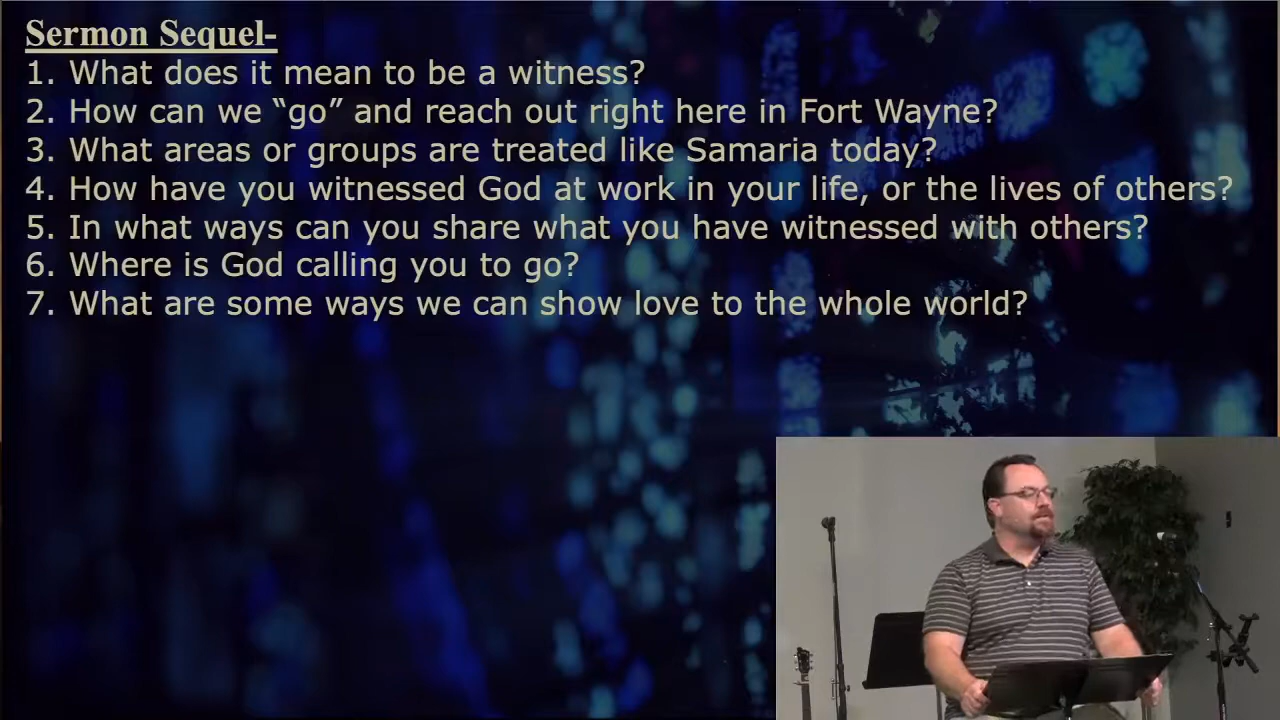 Sermon Sequel-
1. What does it mean to be a witness?
2. How can we “go” and reach out right here in Fort Wayne?
3. What areas or groups are treated like Samaria today?
4. How have you witnessed God at work in your life, or the lives of others?
5. In what ways can you share what you have witnessed with others?
6. Where is God calling you to go?
7. What are some ways we can show love to the whole world?